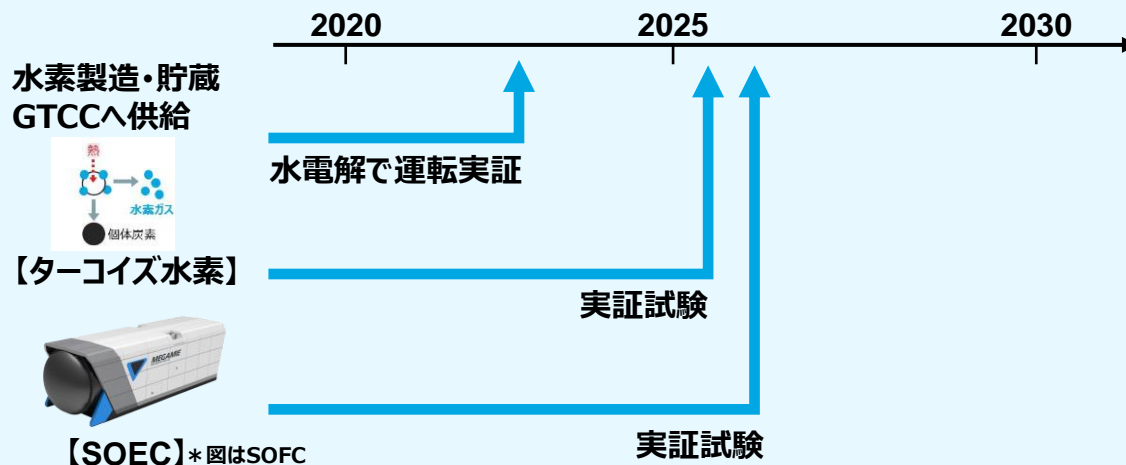 2020 2025 2030
水素製造・貯蔵
GTCCへ供給
熱
水素ガス
個体炭素
水電解で運転実証
【ターコイズ水素】
実証試験
MEGAMIE
【SOEC】*図はSOFC
実証試験